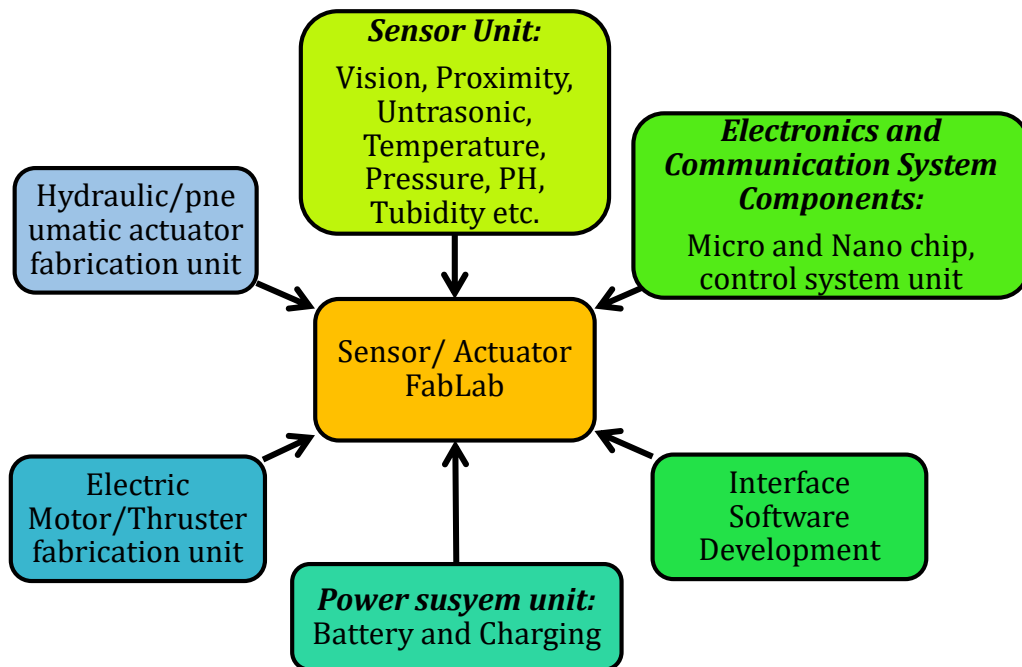 Sensor Unit:
Vision, Proximity,
Untrasonic,
Temperature,
Pressure, PH,
Tubidity etc.
Electronics and
Communication System
Components:
Micro and Nano chip,
control system unit
Hydraulic/pne
umatic actuator
fabrication unit
Sensor/ Actuator
FabLab
Electric
Motor/Thruster
fabrication unit
Interface
Software
Development
Power susyem unit:
Battery and Charging